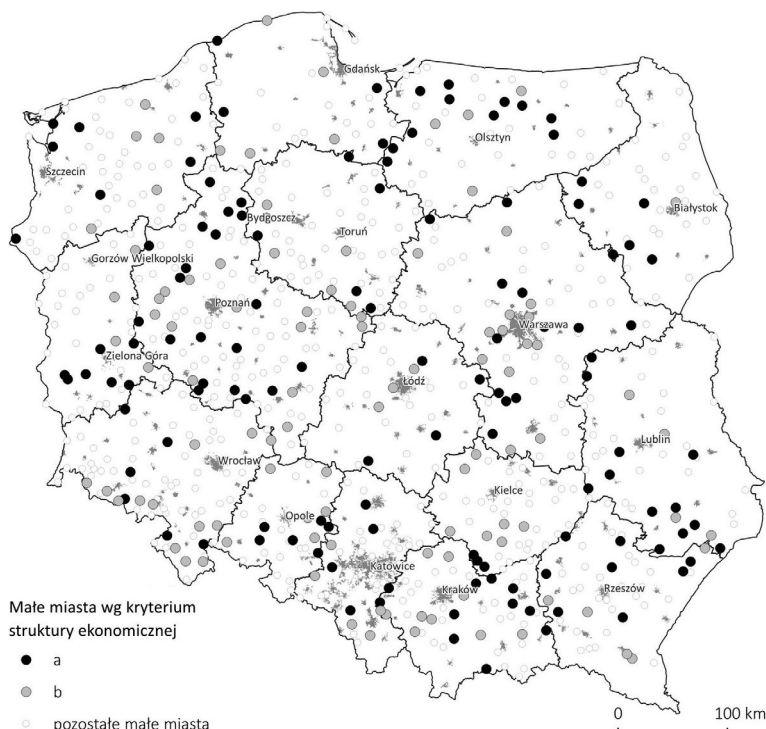 Gdańsk
Olsztyn
Szczecin
Białystok
Bydgoszcz
Toruń
Gorzów Wielkopolski
Poznań
Warszawa
Zielona Góra
Łódź
Lublin
Wrocław
Kielce
Opole
Katowice
Kraków
Rzeszów
Małe miasta wg kryterium
struktury ekonomicznej
a
b
pozostałe małe miasta
0 100 km